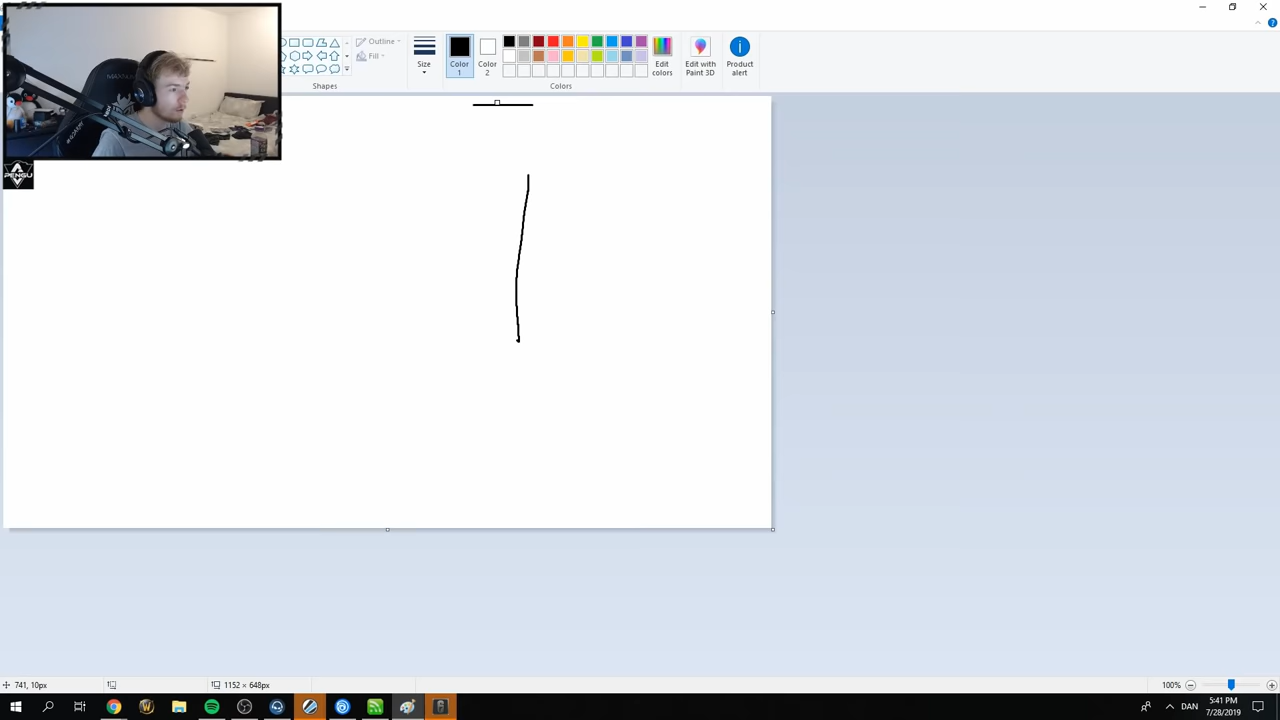 Outline
Fill
Size
Color 1
Color 2
Edit colors
Edit with Paint 3D
Product alert
Shapes
Colors
PENGU
741, 10px
1152 × 648px
100%
DAN
5:41 PM
7/28/2019